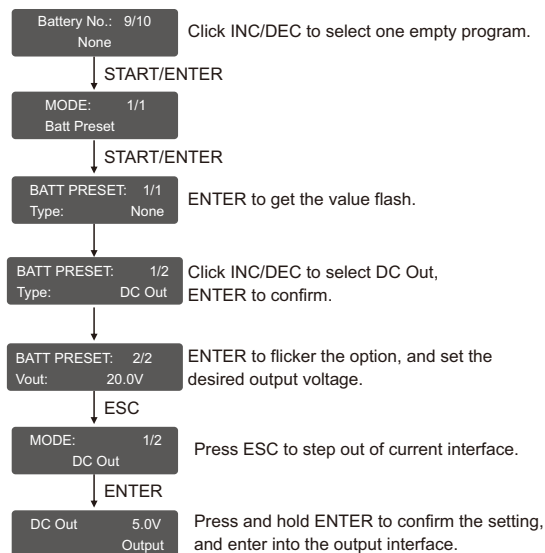 Battery No.: 9/10
None
Click INC/DEC to select one empty program.
START/ENTER
MODE: 1/1
Batt Preset
START/ENTER
BATT PRESET: 1/1
Type: None
ENTER to get the value flash.
BATT PRESET: 1/2
Type: DC Out
Click INC/DEC to select DC Out,
ENTER to confirm.
BATT PRESET: 2/2
Vout: 20.0V
ENTER to flicker the option, and set the
desired output voltage.
ESC
MODE: 1/2
DC Out
Press ESC to step out of current interface.
ENTER
DC Out 5.0V
Output
Press and hold ENTER to confirm the setting,
and enter into the output interface.